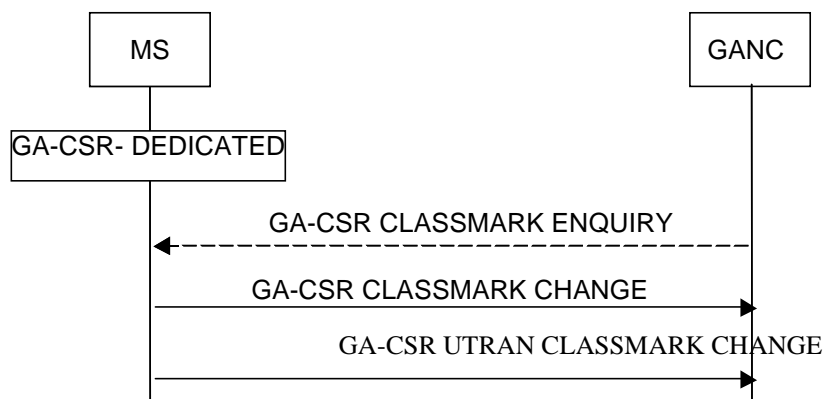 MS
GANC
GA-CSR- DEDICATED
GA-CSR CLASSMARK ENQUIRY
GA-CSR CLASSMARK CHANGE
GA-CSR UTRAN CLASSMARK CHANGE